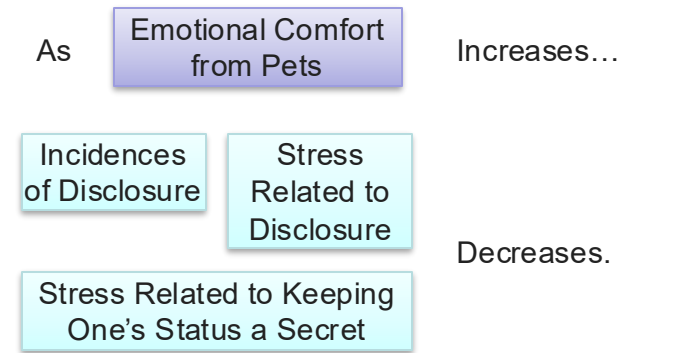 As
Emotional Comfort
from Pets
Increases…
Incidences
of Disclosure
Stress
Related to
Disclosure
Decreases.
Stress Related to Keeping
One’s Status a Secret